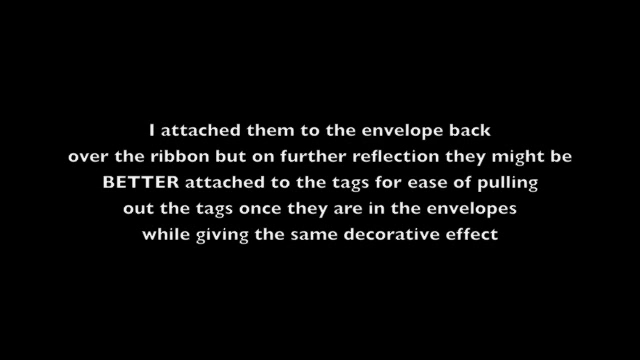 I attached them to the envelope back
over the ribbon but on further reflection they might be
BETTER attached to the tags for ease of pulling
out the tags once they are in the envelopes
while giving the same decorative effect